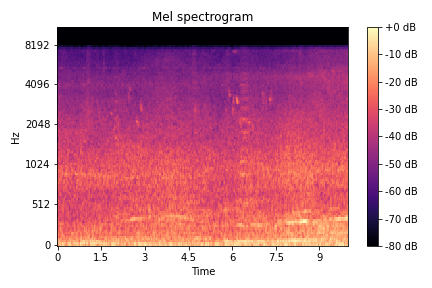 Mel spectrogram
+0 dB
8192
-10 dB
4096
-20 dB
-30 dB
Hz
2048
-40 dB
1024
-50 dB
-60 dB
512
-70 dB
0
-80 dB
0 1.5 3 4.5 6 7.5 9
Time